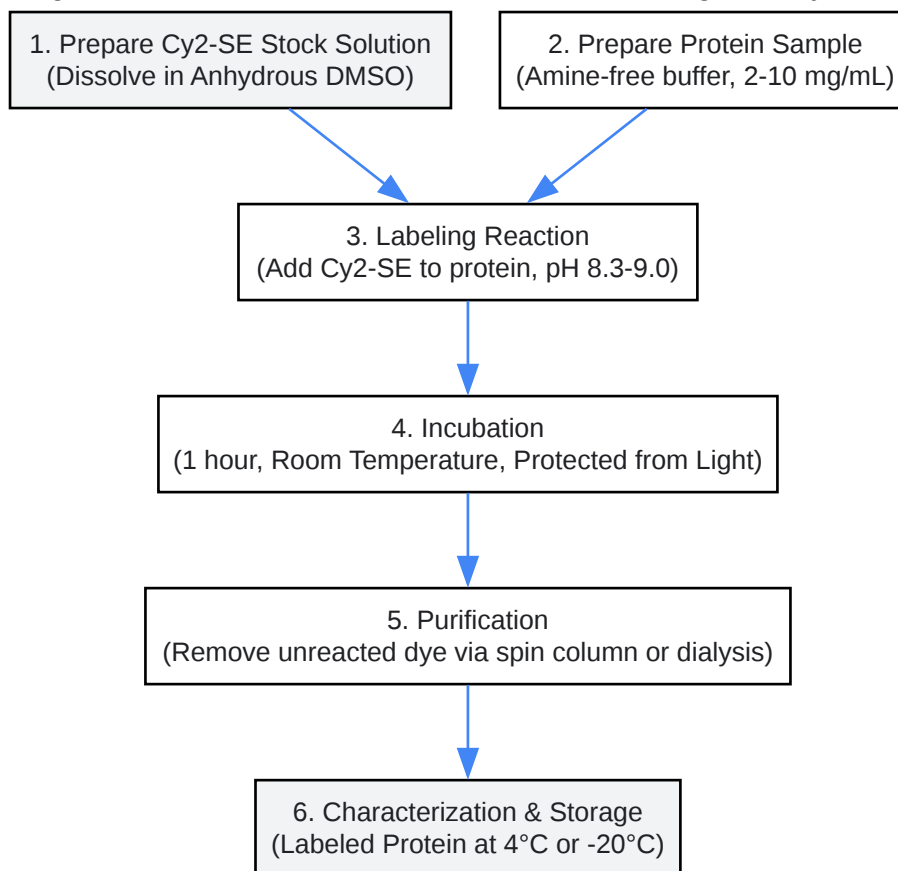 1. Prepare Cy2-SE Stock Solution
(Dissolve in Anhydrous DMSO)
2. Prepare Protein Sample
(Amine-free buffer, 2-10 mg/mL)
3. Labeling Reaction
(Add Cy2-SE to protein, pH 8.3-9.0)
4. Incubation
(1 hour, Room Temperature, Protected from Light)
5. Purification
(Remove unreacted dye via spin column or dialysis)
6. Characterization & Storage
(Labeled Protein at 4°C or -20°C)